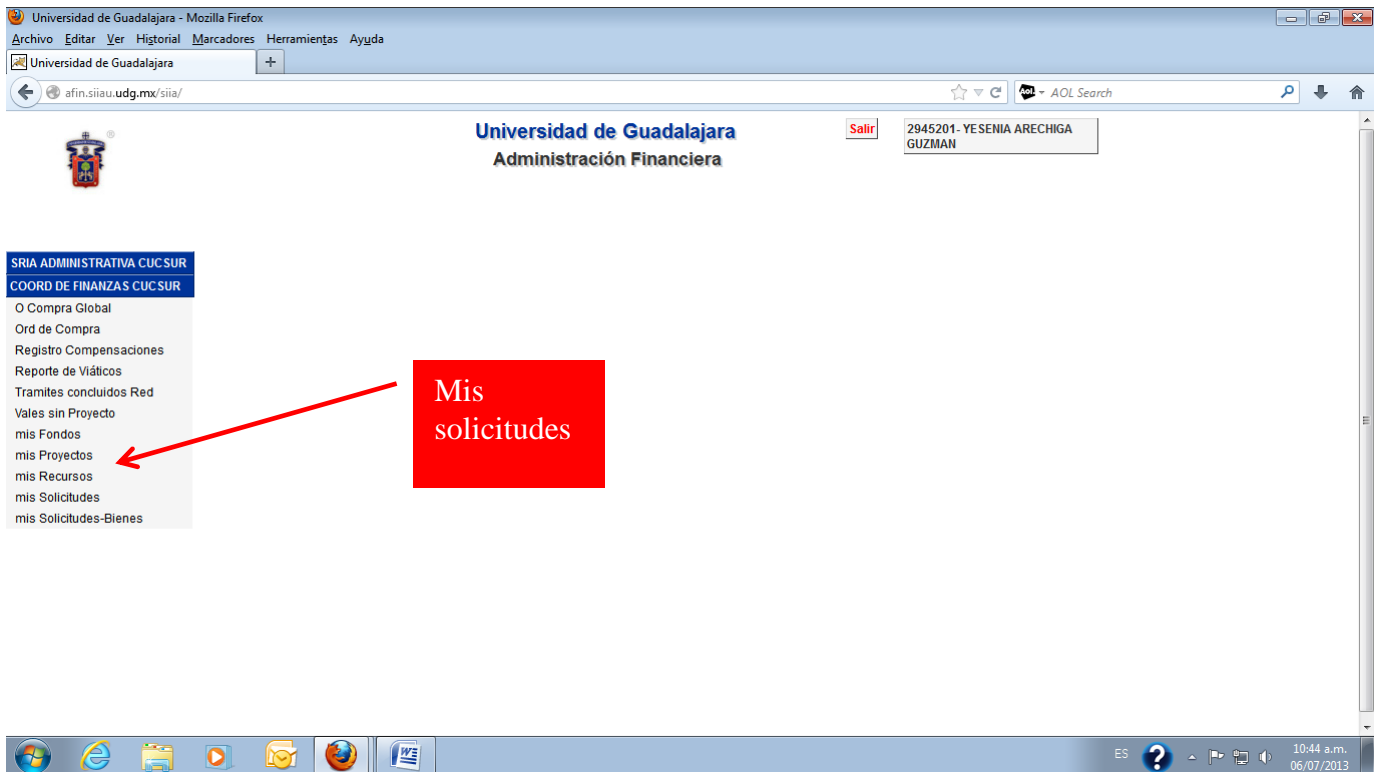 Universidad de Guadalajara - Mozilla Firefox
Archivo Editar Ver Historial Marcadores Herramientas Ayuda
Universidad de Guadalajara
afin.siiau.udg.mx/siia/
Aol. AOL Search
Universidad de Guadalajara
Administración Financiera
Salir
2945201- YESENIA ARECHIGA
GUZMAN
SRIA ADMINISTRATIVA CUCSUR
COORD DE FINANZAS CUCSUR
O Compra Global
Ord de Compra
Registro Compensaciones
Reporte de Viáticos
Tramites concluidos Red
Vales sin Proyecto
mis Fondos
mis Proyectos
mis Recursos
mis Solicitudes
mis Solicitudes-Bienes
Mis
solicitudes
ES
10:44 a.m.
06/07/2013